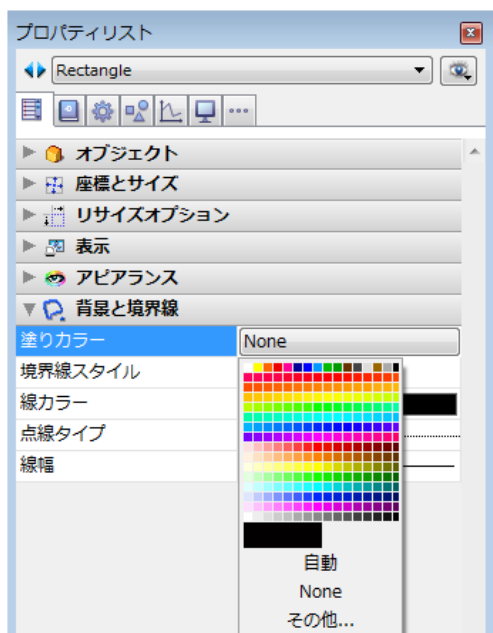 プロパティリスト
Rectangle
オブジェクト
座標とサイズ
リサイズオプション
表示
アピアランス
背景と境界線
塗りカラー None
境界線スタイル
線カラー
点線タイプ
線幅
自動
None
その他...